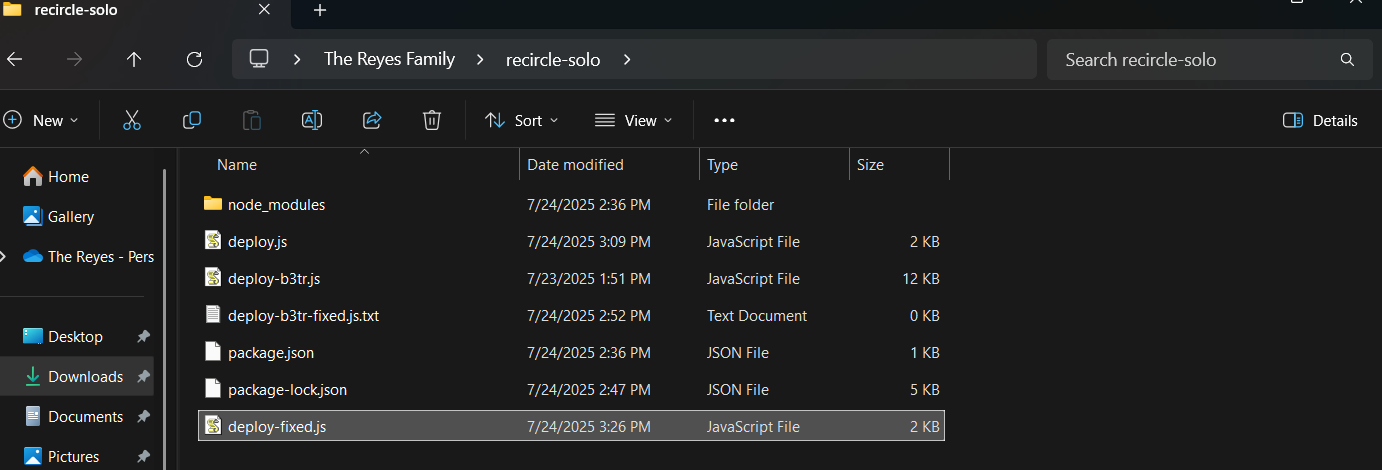 recircle-solo
The Reyes Family recircle-solo Search recircle-solo
New Sort View Details
Name Date modified Type Size
Home
Gallery
The Reyes - Pers
Desktop
Downloads
Documents
Pictures
node_modules 7/24/2025 2:36 PM File folder
deploy.js 7/24/2025 3:09 PM JavaScript File 2 KB
deploy-b3tr.js 7/23/2025 1:51 PM JavaScript File 12 KB
deploy-b3tr-fixed.js.txt 7/24/2025 2:52 PM Text Document 0 KB
package.json 7/24/2025 2:36 PM JSON File 1 KB
package-lock.json 7/24/2025 2:47 PM JSON File 5 KB
deploy-fixed.js 7/24/2025 3:26 PM JavaScript File 2 KB